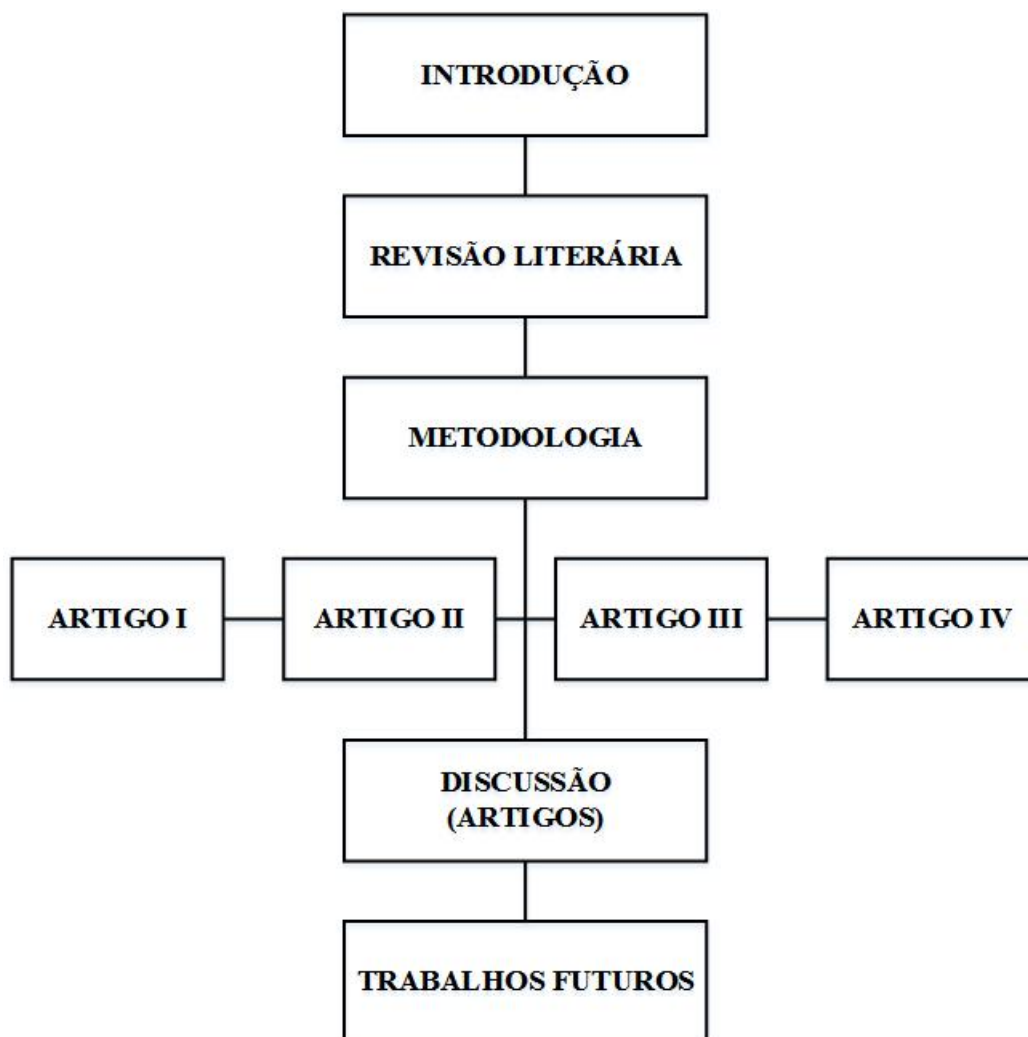 INTRODUÇÃO
REVISÃO LITERÁRIA
METODOLOGIA
ARTIGO I
ARTIGO II
ARTIGO III
ARTIGO IV
DISCUSSÃO
(ARTIGOS)
TRABALHOS FUTUROS